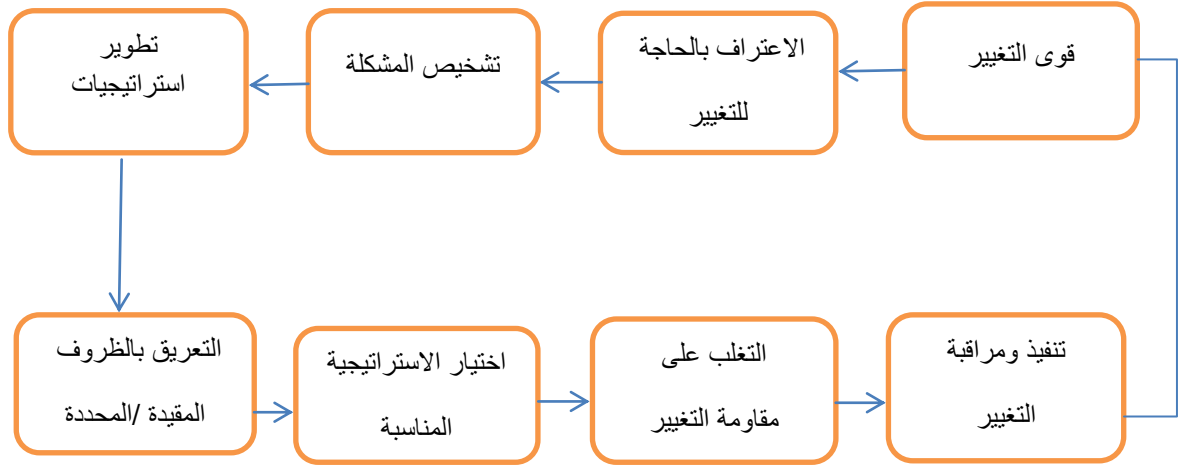 قوى التغيير
الاعتراف بالحاجة
للتغيير
تشخيص المشكلة
تطوير
استراتيجيات
التعريق بالظروف
المقيدة /المحددة
اختيار الاستراتيجية
المناسبة
التغلب على
مقاومة التغيير
تنفيذ ومراقبة
التغيير